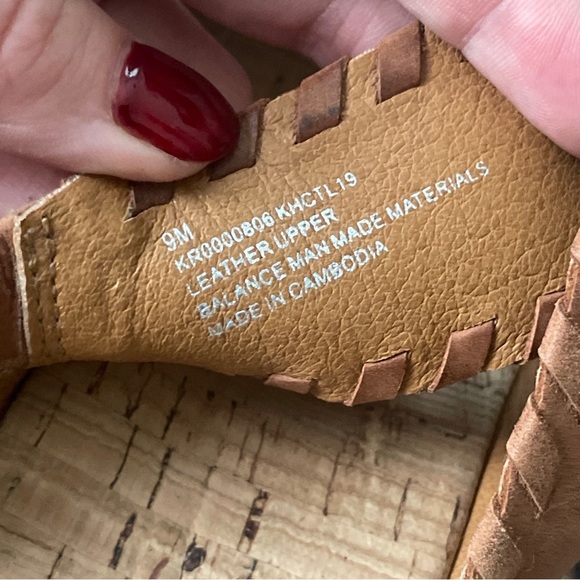 9M
KR0000806 KHCTL19
LEATHER UPPER
BALANCE MAN MADE MATERIALS
MADE IN CAMBODIA